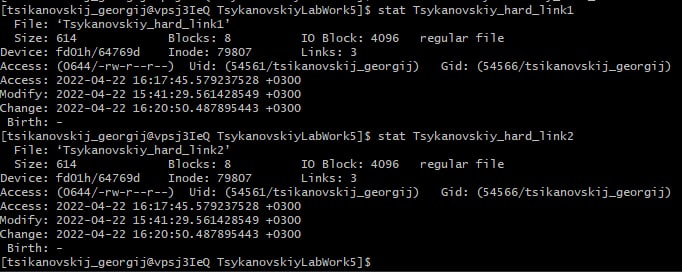 [tsikanovskij_georgij@vpsj3IeQ TsykanovskiyLabWork5]$ stat Tsykanovskiy_hard_link1
  File: ‘Tsykanovskiy_hard_link1’
  Size: 614             Blocks: 8          IO Block: 4096   regular file
Device: fd01h/64769d    Inode: 79807       Links: 3
Access: (0644/-rw-r--r--)  Uid: (54561/tsikanovskij_georgij)   Gid: (54566/tsikanovskij_georgij)
Access: 2022-04-22 16:17:45.579237528 +0300
Modify: 2022-04-22 15:41:29.561428549 +0300
Change: 2022-04-22 16:20:50.487895443 +0300
 Birth: -
[tsikanovskij_georgij@vpsj3IeQ TsykanovskiyLabWork5]$ stat Tsykanovskiy_hard_link2
  File: ‘Tsykanovskiy_hard_link2’
  Size: 614             Blocks: 8          IO Block: 4096   regular file
Device: fd01h/64769d    Inode: 79807       Links: 3
Access: (0644/-rw-r--r--)  Uid: (54561/tsikanovskij_georgij)   Gid: (54566/tsikanovskij_georgij)
Access: 2022-04-22 16:17:45.579237528 +0300
Modify: 2022-04-22 15:41:29.561428549 +0300
Change: 2022-04-22 16:20:50.487895443 +0300
 Birth: -
[tsikanovskij_georgij@vpsj3IeQ TsykanovskiyLabWork5]$